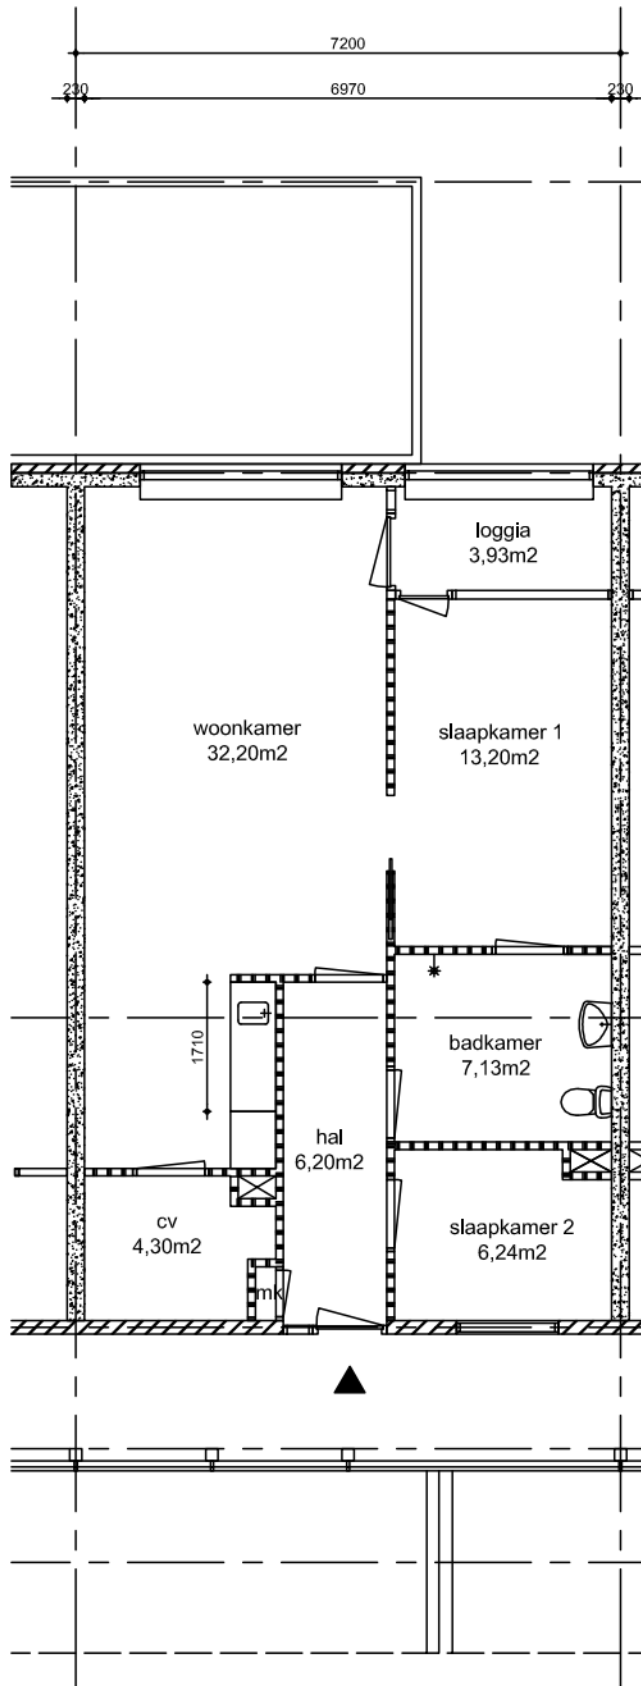 7200
230
6970
230
loggia
3,93m2
woonkamer
32,20m2
slaapkamer 1
13,20m2
1710
badkamer
7,13m2
hal
6,20m2
cv
4,30m2
slaapkamer 2
6,24m2
mk